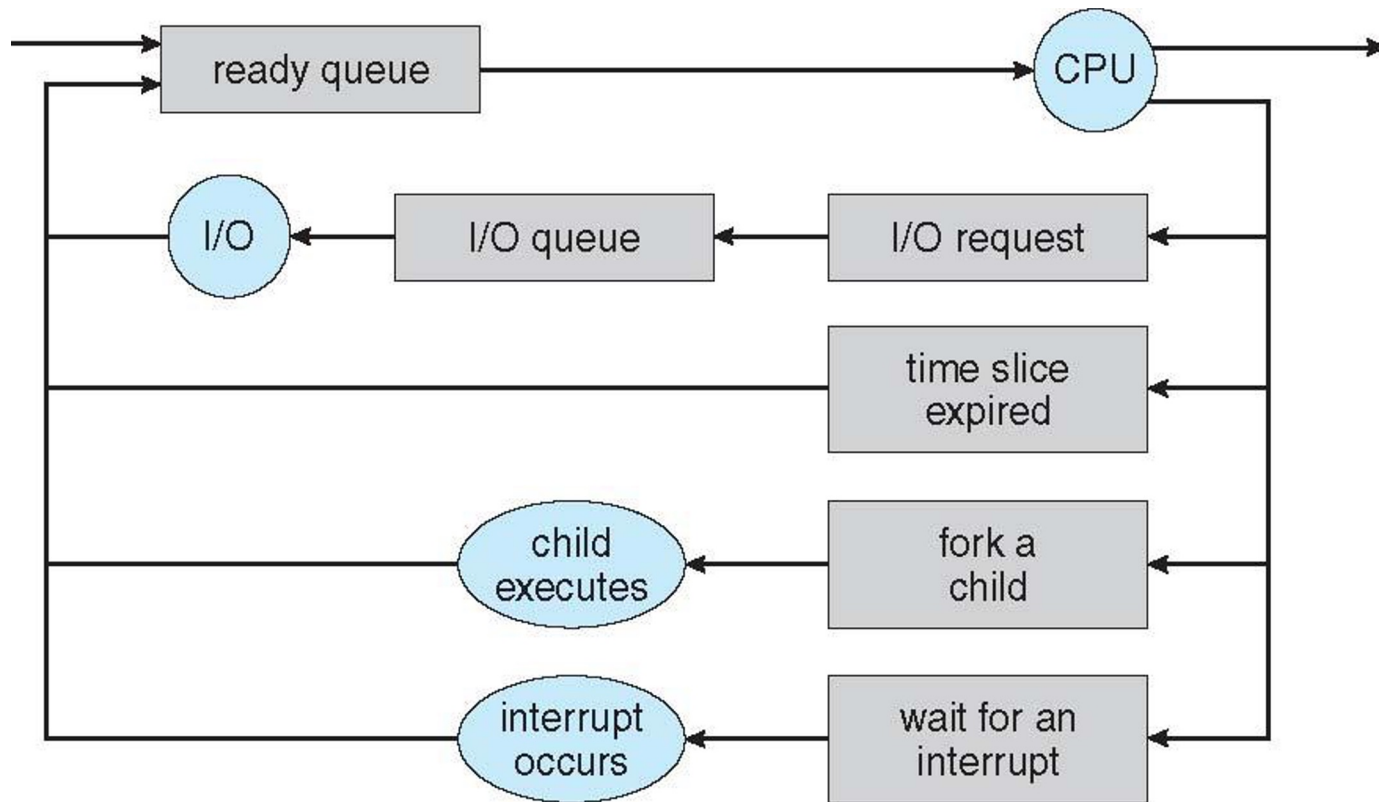 ready queue
CPU
I/O
I/O queue
I/O request
time slice
expired
child
executes
fork a
child
interrupt
occurs
wait for an
interrupt